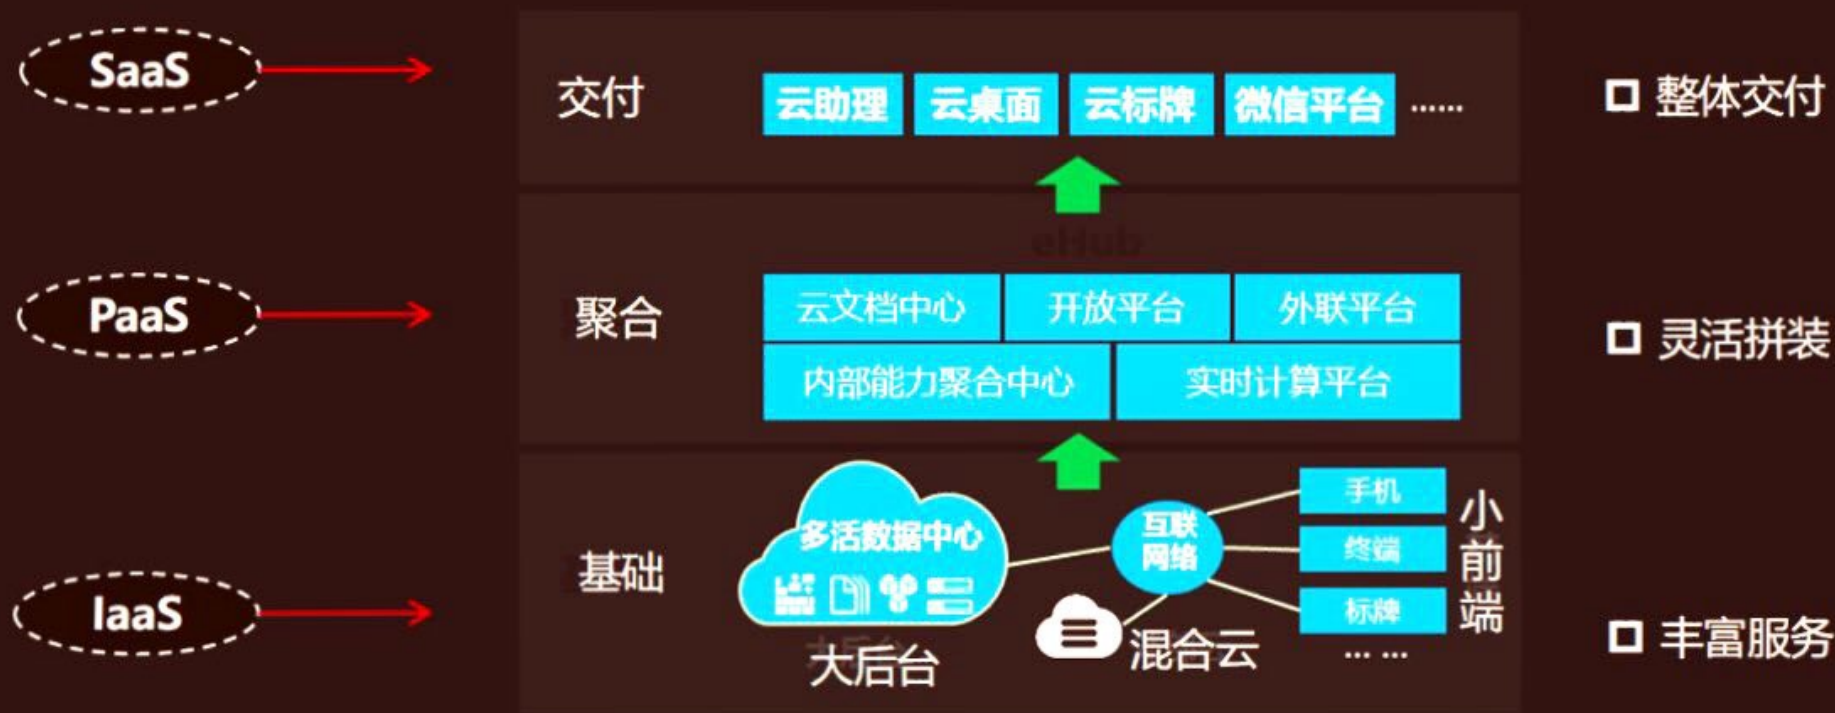 SaaS
交付
云助理
云桌面
云标牌
微信平台
……
整体交付
eHub
PaaS
聚合
云文档中心
开放平台
外联平台
内部能力聚合中心
实时计算平台
灵活拼装
IaaS
基础
多活数据中心
大后台
互联
网络
混合云
手机
终端
标牌
... ...
小前端
丰富服务